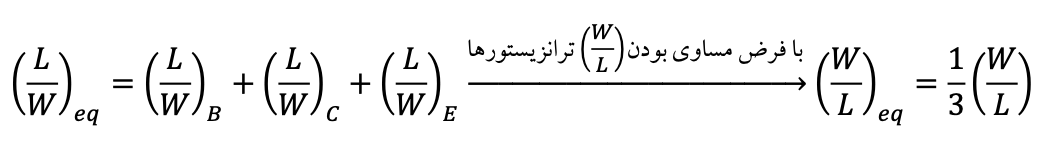 (L/W)_eq = (L/W)_B + (L/W)_C + (L/W)_E با فرض مساوی بودن (W/L) ترانزیستورها → (W/L)_eq = 1/3 (W/L)